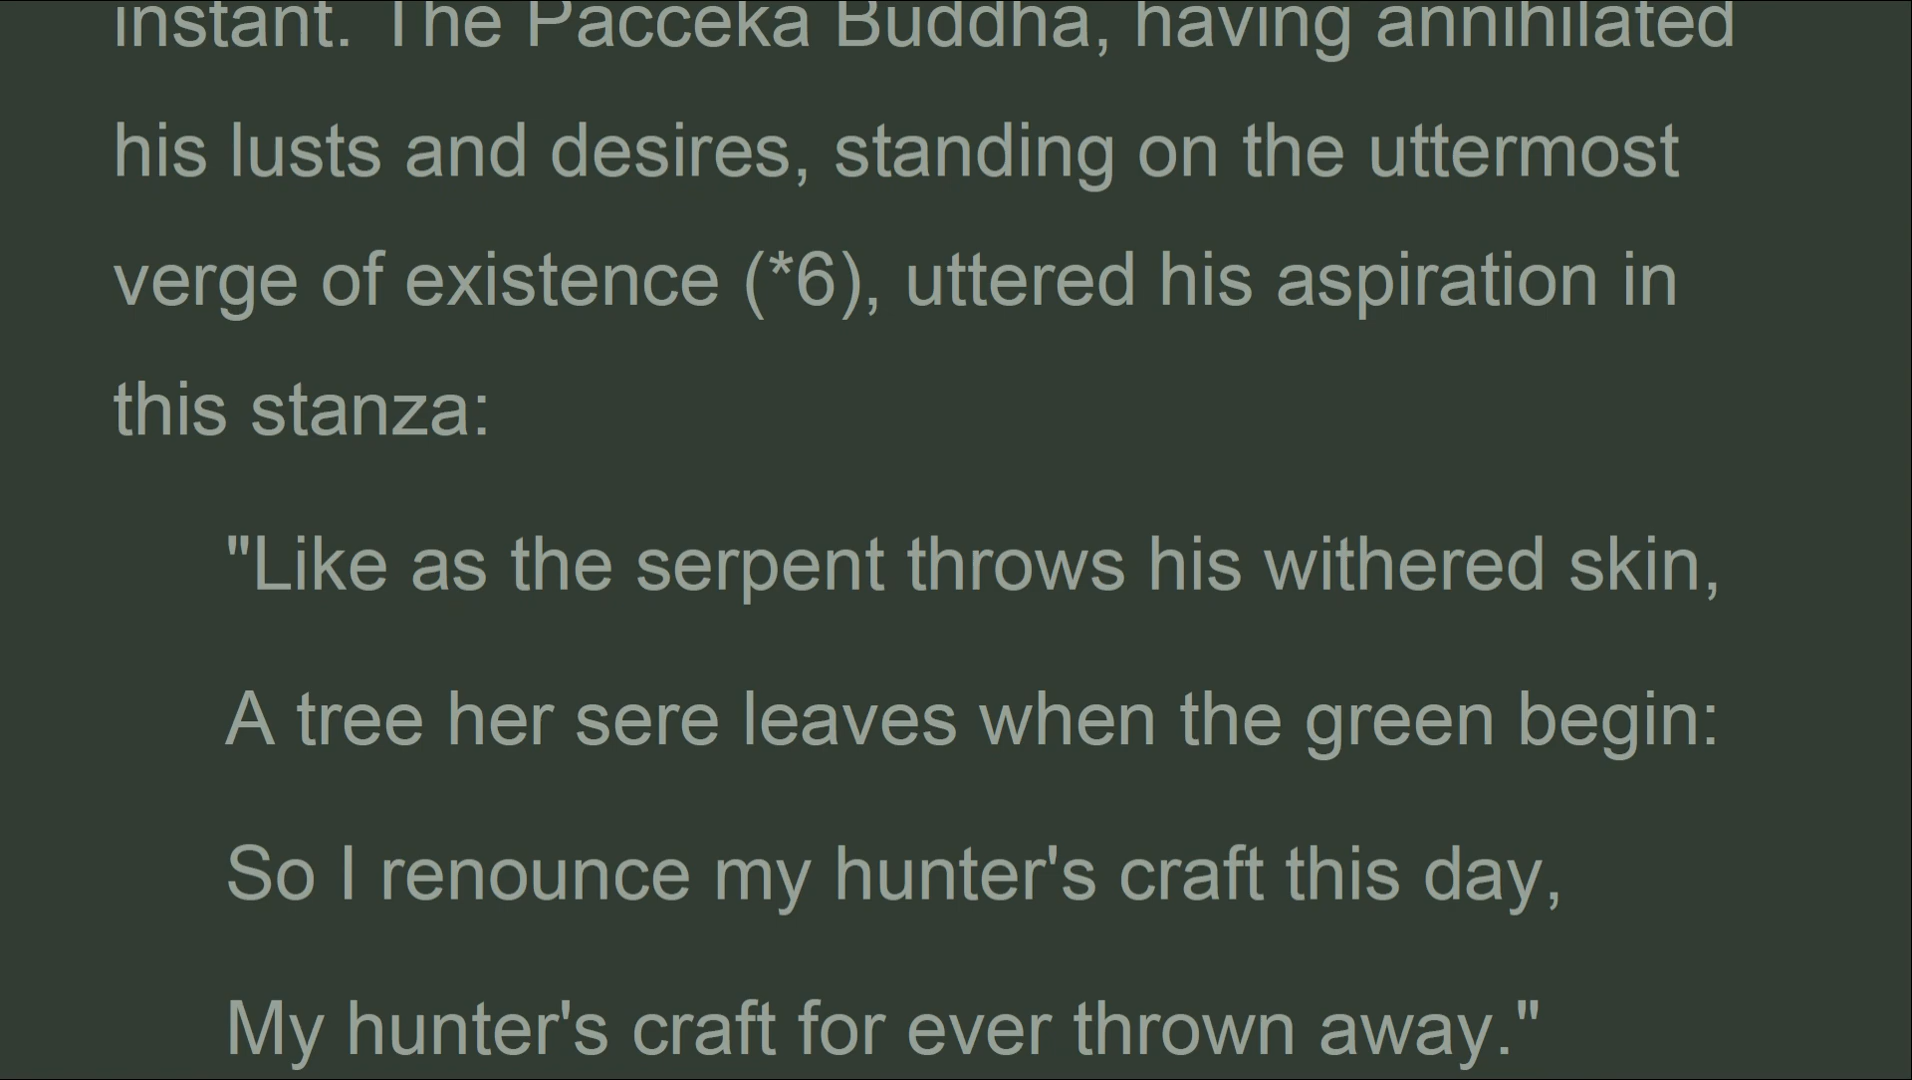 instant. The Pacceka Buddha, having annihilated
his lusts and desires, standing on the uttermost
verge of existence (*6), uttered his aspiration in
this stanza:
"Like as the serpent throws his withered skin,
A tree her sere leaves when the green begin:
So I renounce my hunter's craft this day,
My hunter's craft for ever thrown away."